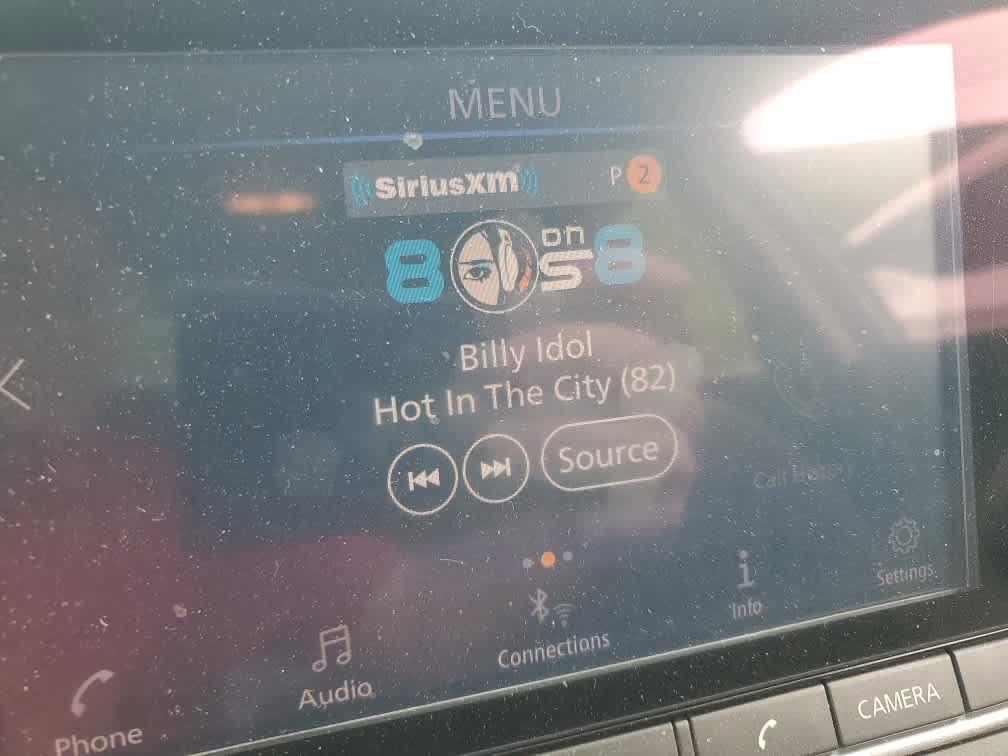 MENU
SiriusXM P 2
80s on 8
Billy Idol
Hot In The City (82)
Source
Call
Settings
Info
Connections
Audio
Phone
CAMERA